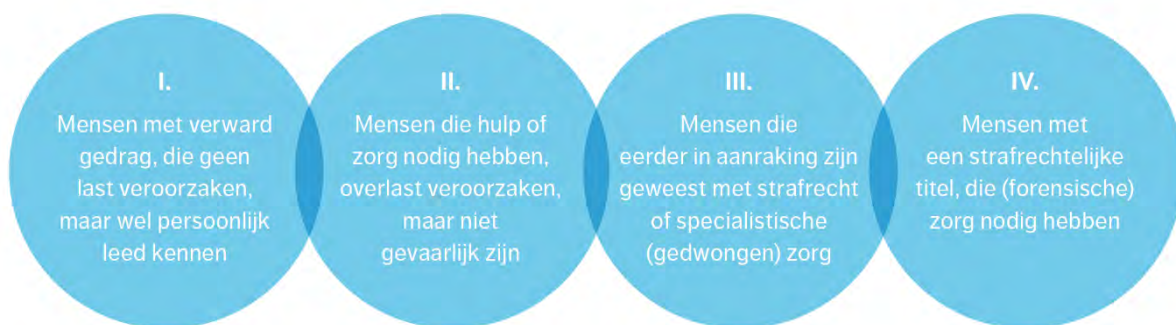 I.
Mensen met verward
gedrag, die geen
last veroorzaken,
maar wel persoonlijk
leed kennen
II.
Mensen die hulp of
zorg nodig hebben,
overlast veroorzaken,
maar niet
gevaarlijk zijn
III.
Mensen die
eerder in aanraking zijn
geweest met strafrecht
of specialistische
(gedwongen) zorg
IV.
Mensen met
een strafrechtelijke
titel, die (forensische)
zorg nodig hebben